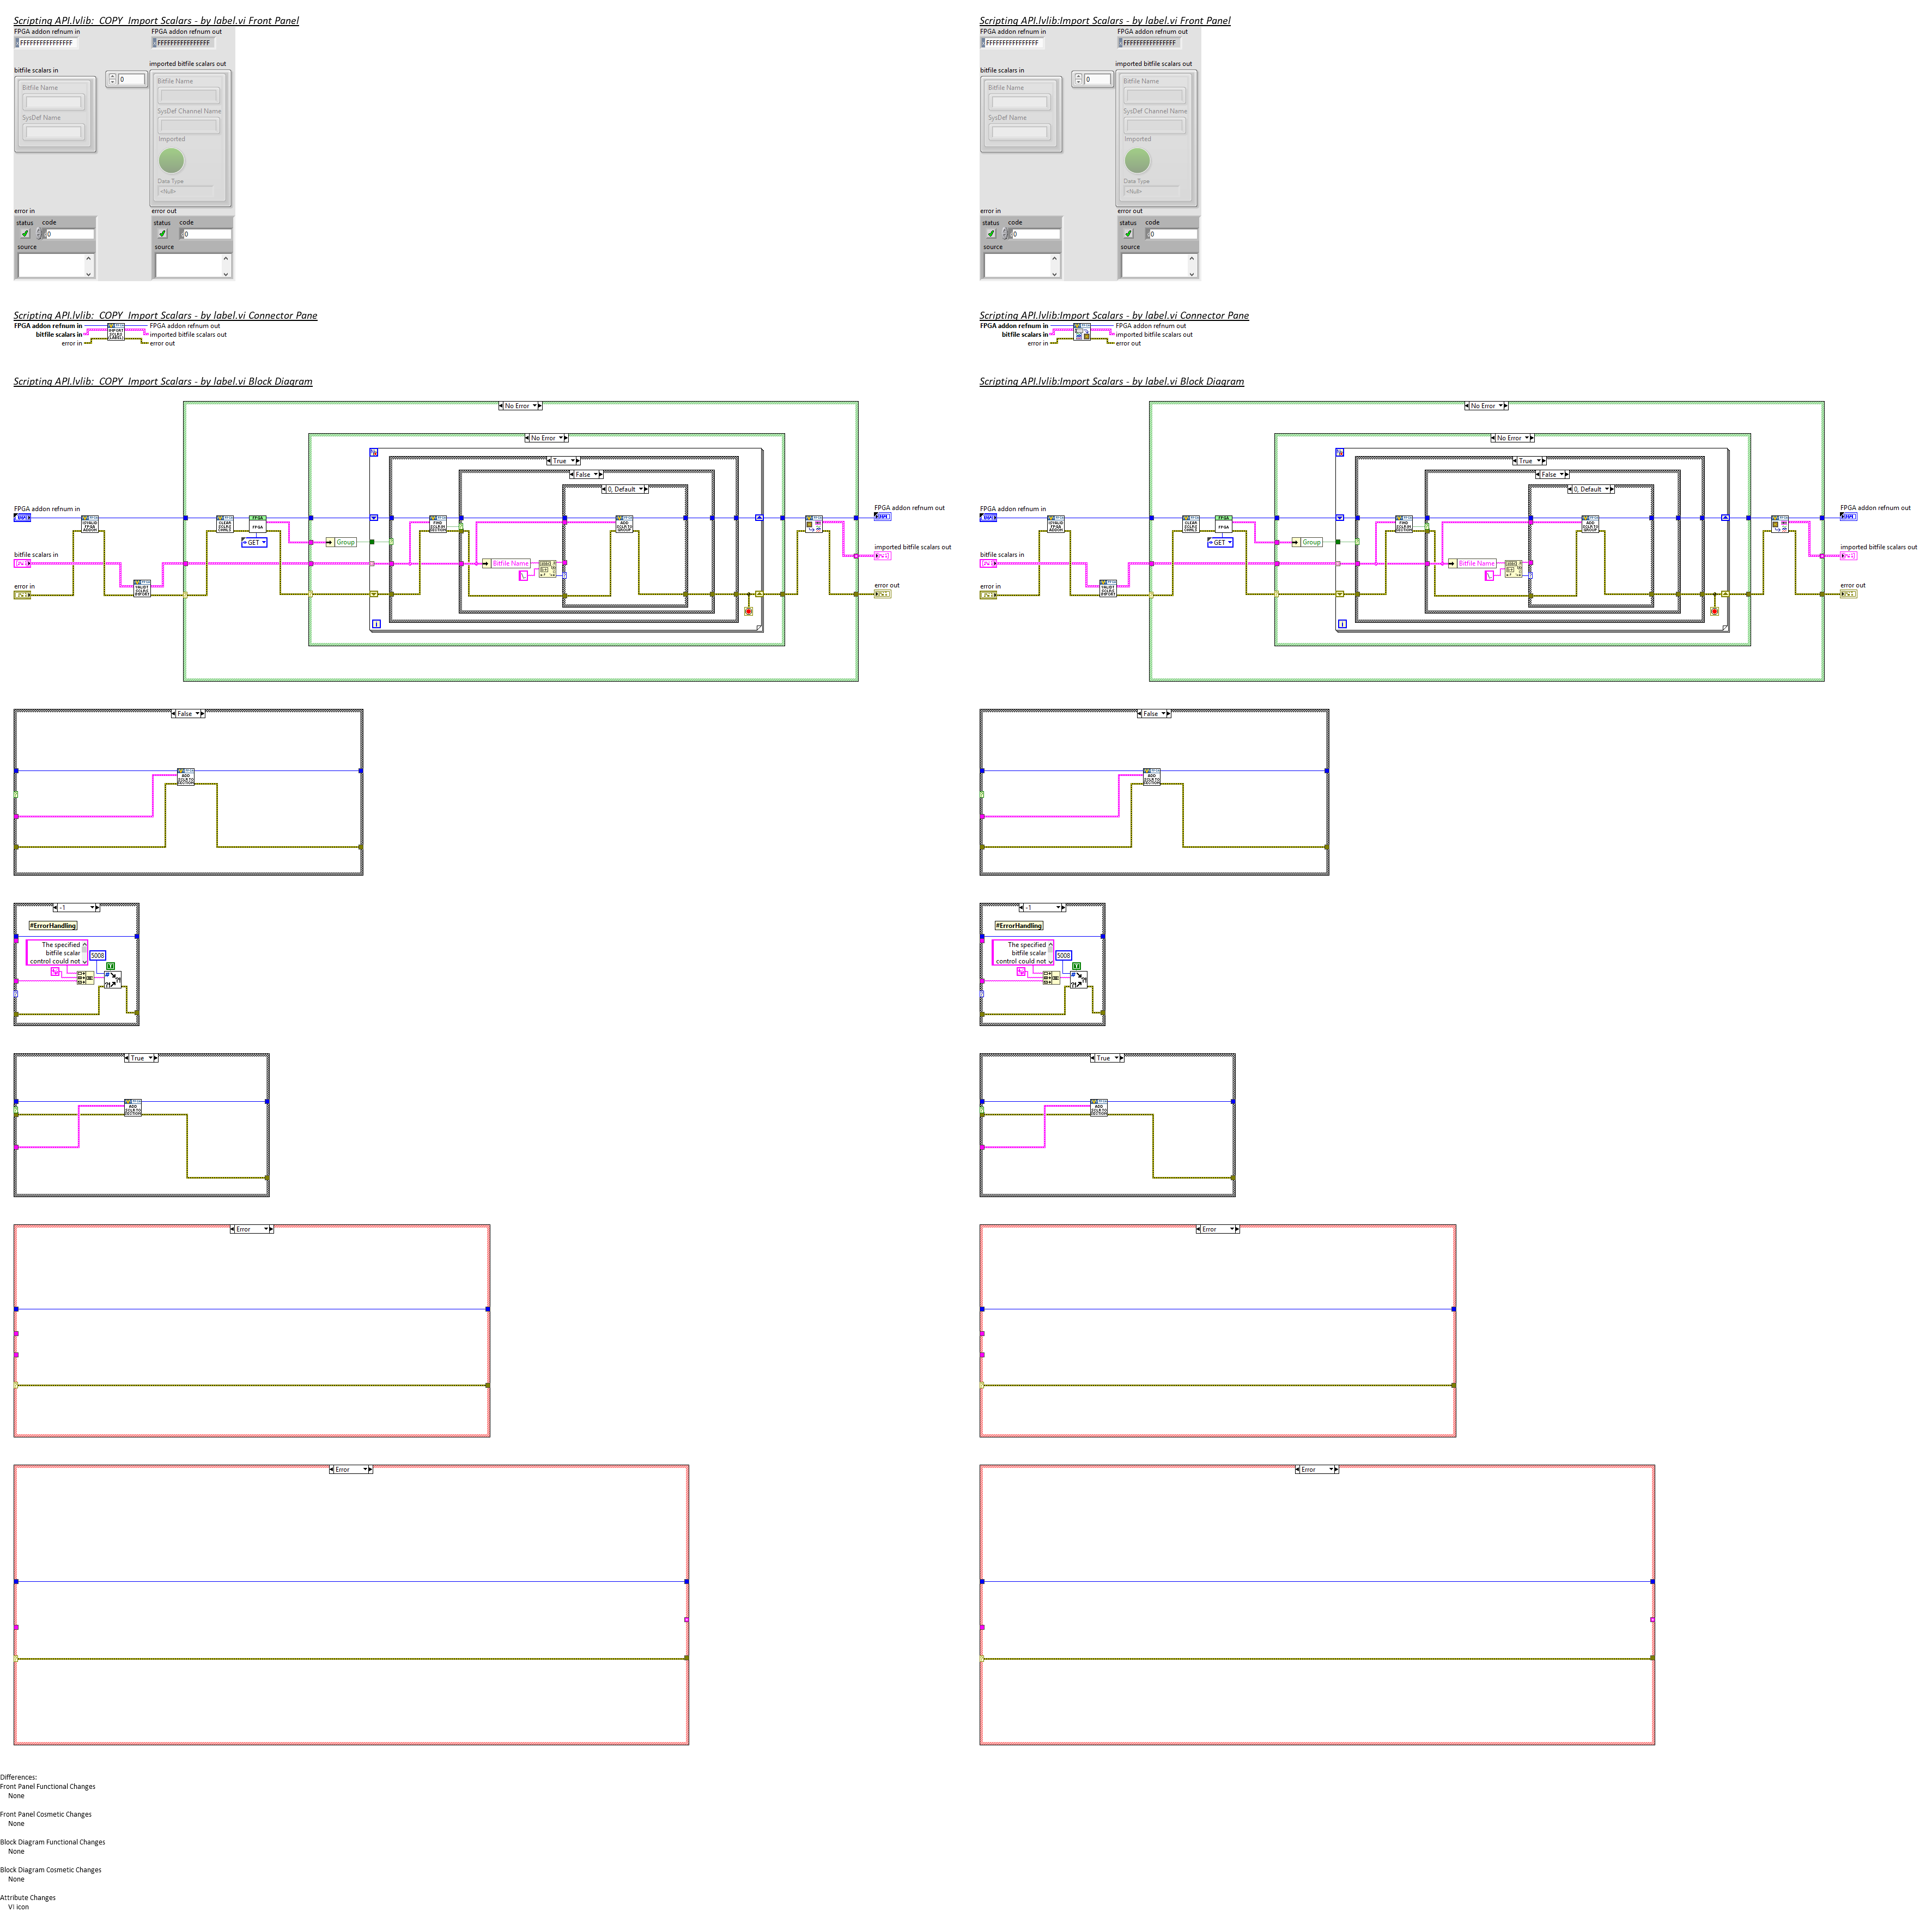 Scripting API.lvlib:_COPY_Import Scalars - by label.vi Front Panel
FPGA addon refnum in
FPGA addon refnum out
FFFFFFFFFFFFFFFF
FFFFFFFFFFFFFFFF
bitfile scalars in
imported bitfile scalars out
0
Bitfile Name
SysDef Name
Bitfile Name
SysDef Channel Name
Imported
Data Type
<Null>
error in
error out
status code
0
source
status code
0
source
Scripting API.lvlib:Import Scalars - by label.vi Front Panel
FPGA addon refnum in
FPGA addon refnum out
FFFFFFFFFFFFFFFF
FFFFFFFFFFFFFFFF
bitfile scalars in
imported bitfile scalars out
0
Bitfile Name
SysDef Name
Bitfile Name
SysDef Channel Name
Imported
Data Type
<Null>
error in
error out
status code
0
source
status code
0
source
Scripting API.lvlib:_COPY_Import Scalars - by label.vi Connector Pane
FPGA addon refnum in
bitfile scalars in
error in
FPGA addon refnum out
imported bitfile scalars out
error out
Scripting API.lvlib:Import Scalars - by label.vi Connector Pane
FPGA addon refnum in
bitfile scalars in
error in
FPGA addon refnum out
imported bitfile scalars out
error out
Scripting API.lvlib:_COPY_Import Scalars - by label.vi Block Diagram
No Error
No Error
True
False
0, Default
FPGA addon refnum in
bitfile scalars in
error in
FPGA
GET
Group
Bitfile Name
FPGA addon refnum out
imported bitfile scalars out
error out
Scripting API.lvlib:Import Scalars - by label.vi Block Diagram
No Error
No Error
True
False
0, Default
FPGA addon refnum in
bitfile scalars in
error in
FPGA
GET
Group
Bitfile Name
FPGA addon refnum out
imported bitfile scalars out
error out
False
False
-1
#ErrorHandling
The specified
bitfile scalar
control could not
5008
-1
#ErrorHandling
The specified
bitfile scalar
control could not
5008
True
True
Error
Error
Error
Error
Differences:
Front Panel Functional Changes
None
Front Panel Cosmetic Changes
None
Block Diagram Functional Changes
None
Block Diagram Cosmetic Changes
None
Attribute Changes
VI icon